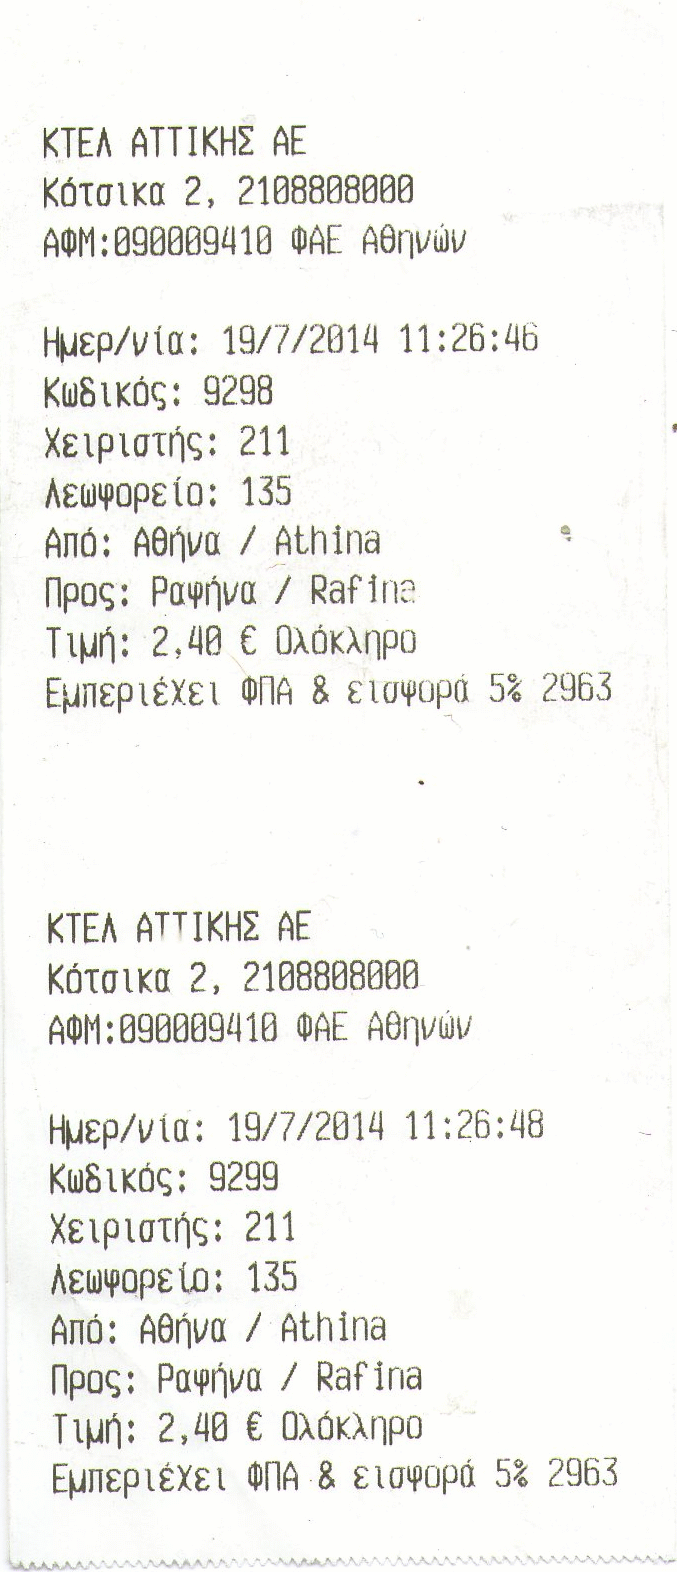 ΚΤΕΛ ΑΤΤΙΚΗΣ ΑΕ
Κότσικα 2, 2108808000
ΑΦΜ:090009410 ΦΑΕ Αθηνών
Ημερ/νία: 19/7/2014 11:26:46
Κωδικός: 9298
Χειριστής: 211
Λεωφορείο: 135
Από: Αθήνα / Athina
Προς: Ραφήνα / Rafina
Τιμή: 2,40 € Ολόκληρο
Εμπεριέχει ΦΠΑ & εισφορά 5% 2963
ΚΤΕΛ ΑΤΤΙΚΗΣ ΑΕ
Κότσικα 2, 2108808000
ΑΦΜ:090009410 ΦΑΕ Αθηνών
Ημερ/νία: 19/7/2014 11:26:48
Κωδικός: 9299
Χειριστής: 211
Λεωφορείο: 135
Από: Αθήνα / Athina
Προς: Ραφήνα / Rafina
Τιμή: 2,40 € Ολόκληρο
Εμπεριέχει ΦΠΑ & εισφορά 5% 2963